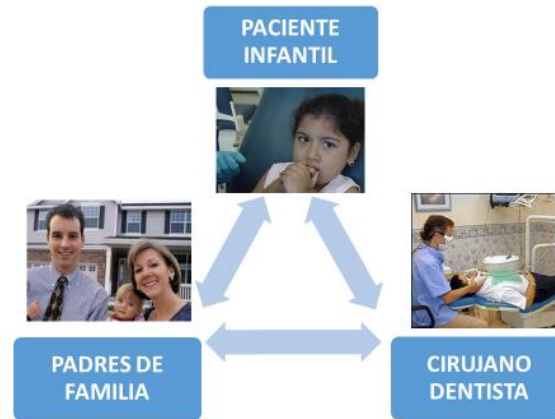 PACIENTE
INFANTIL
PADRES DE
FAMILIA
CIRUJANO
DENTISTA